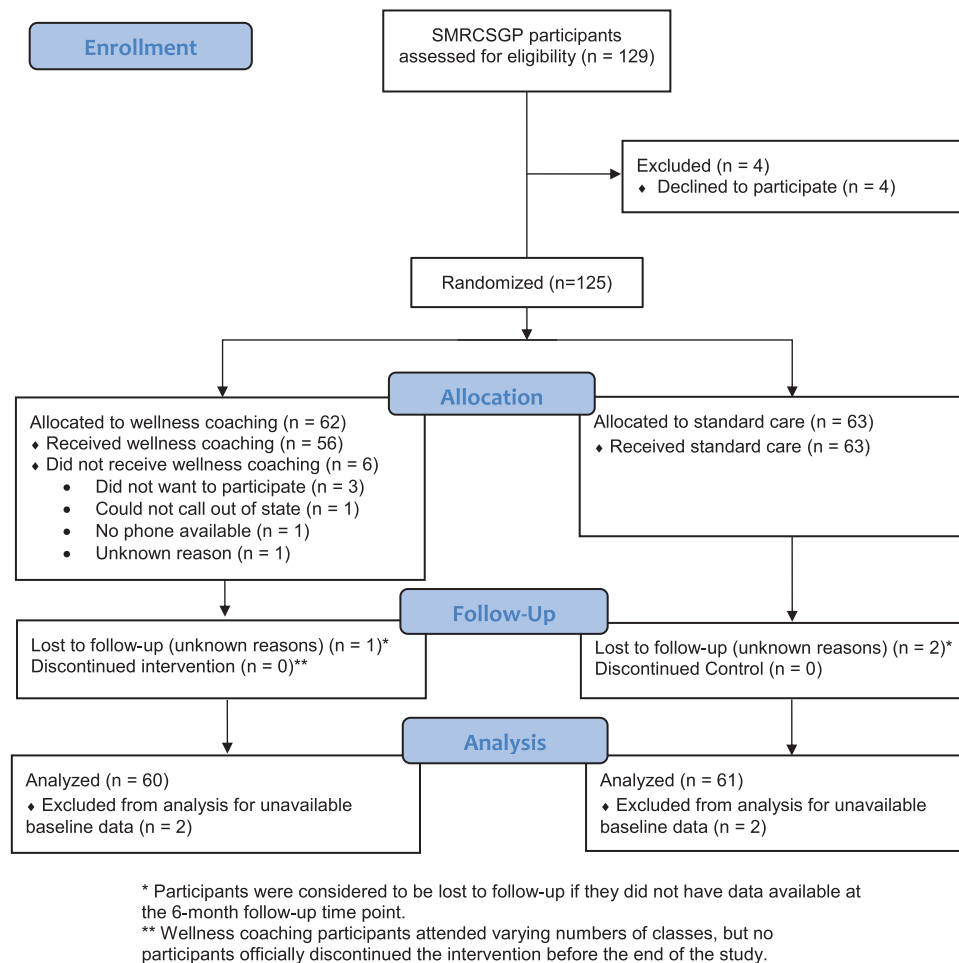 Enrollment
SMRCSGP participants
assessed for eligibility (n = 129)
Excluded (n = 4)
♦ Declined to participate (n = 4)
Randomized (n=125)
Allocation
Allocated to wellness coaching (n = 62)
♦ Received wellness coaching (n = 56)
♦ Did not receive wellness coaching (n = 6)
• Did not want to participate (n = 3)
• Could not call out of state (n = 1)
• No phone available (n = 1)
• Unknown reason (n = 1)
Allocated to standard care (n = 63)
♦ Received standard care (n = 63)
Follow-Up
Lost to follow-up (unknown reasons) (n = 1)*
Discontinued intervention (n = 0)**
Lost to follow-up (unknown reasons) (n = 2)*
Discontinued Control (n = 0)
Analysis
Analyzed (n = 60)
♦ Excluded from analysis for unavailable
baseline data (n = 2)
Analyzed (n = 61)
♦ Excluded from analysis for unavailable
baseline data (n = 2)
* Participants were considered to be lost to follow-up if they did not have data available at
the 6-month follow-up time point.
** Wellness coaching participants attended varying numbers of classes, but no
participants officially discontinued the intervention before the end of the study.